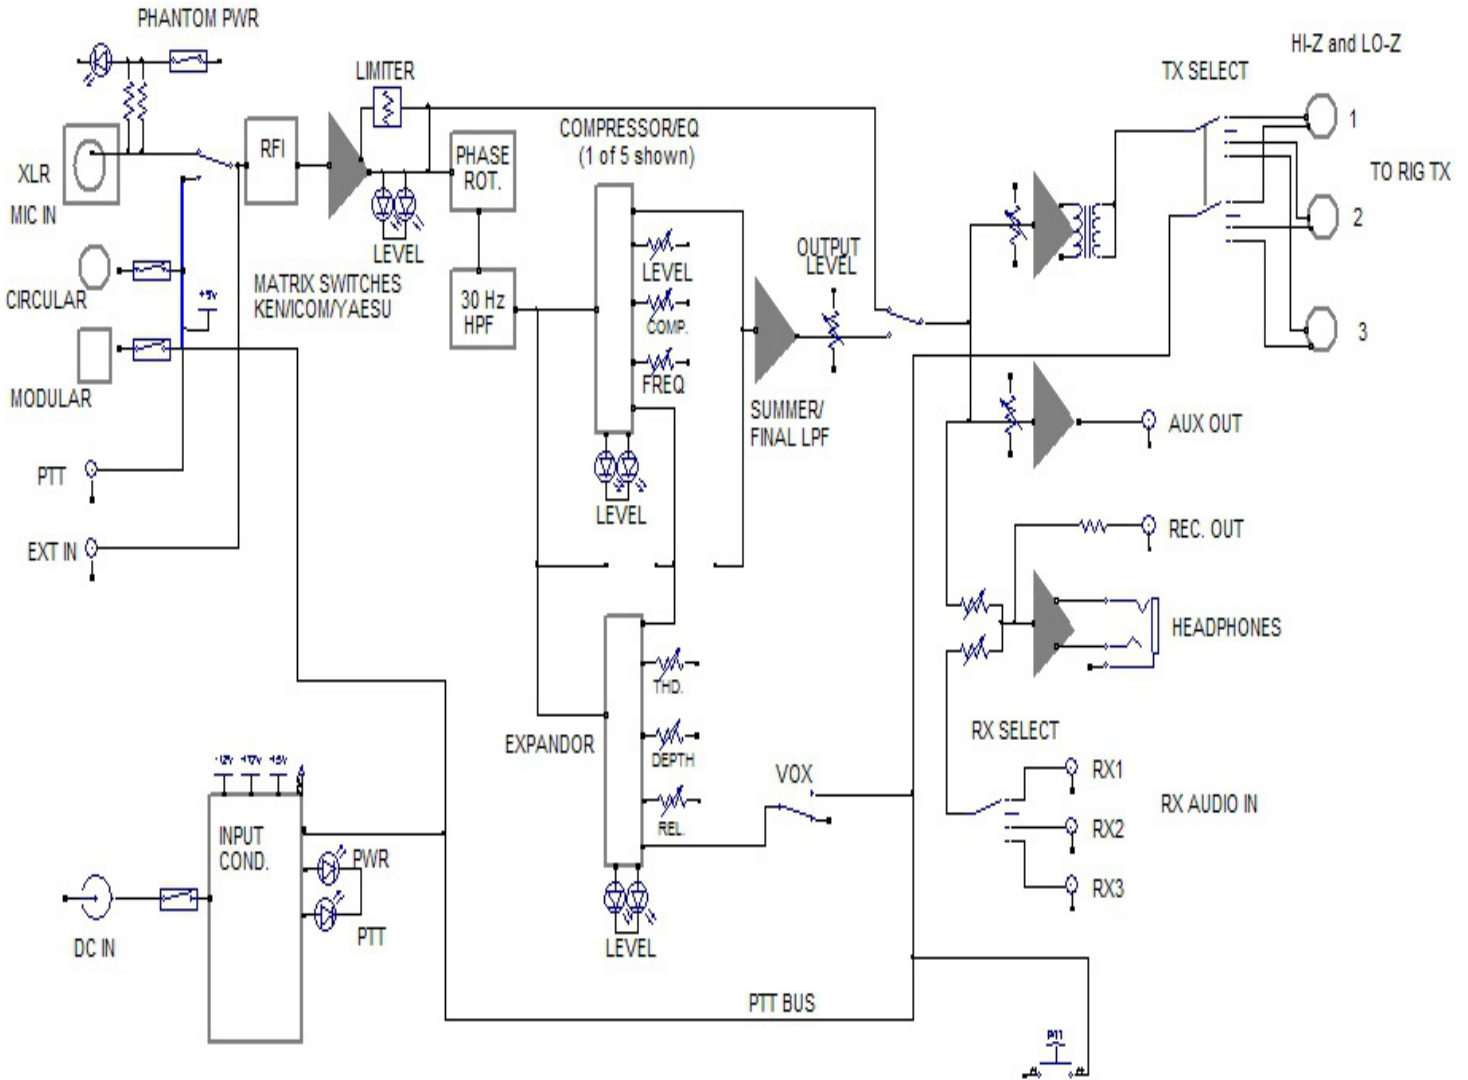 PHANTOM PWR
HI-Z and LO-Z
LIMITER
TX SELECT
COMPRESSOR/EQ
(1 of 5 shown)
1
RFI
PHASE
ROT.
XLR
TO RIG TX
MIC IN
2
LEVEL
OUTPUT
LEVEL
LEVEL
MATRIX SWITCHES
KEN/ICOM/YAESU
CIRCULAR
+5V
30 Hz
HPF
COMP.
3
FREQ
MODULAR
SUMMER/
FINAL LPF
AUX OUT
PTT
LEVEL
REC. OUT
EXT IN
HEADPHONES
THD.
EXPANDOR
RX SELECT
DEPTH
VOX
RX1
RX AUDIO IN
REL.
RX2
INPUT
COND.
PWR
RX3
PTT
DC IN
LEVEL
PTT BUS
PTT